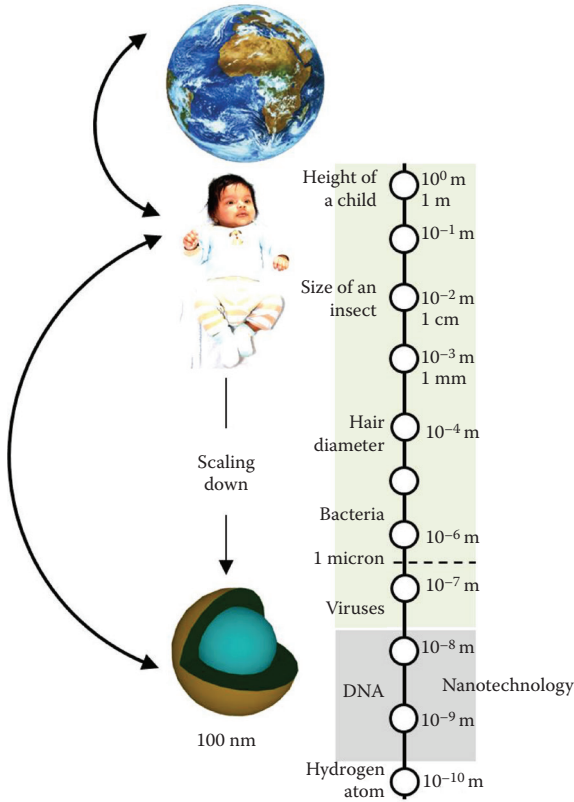 Height of
a child
10⁰ m
1 m
10⁻¹ m
Size of an
insect
10⁻² m
1 cm
10⁻³ m
1 mm
Hair
diameter
10⁻⁴ m
Scaling
down
Bacteria
10⁻⁶ m
1 micron
10⁻⁷ m
Viruses
10⁻⁸ m
DNA
Nanotechnology
10⁻⁹ m
100 nm
Hydrogen
atom
10⁻¹⁰ m